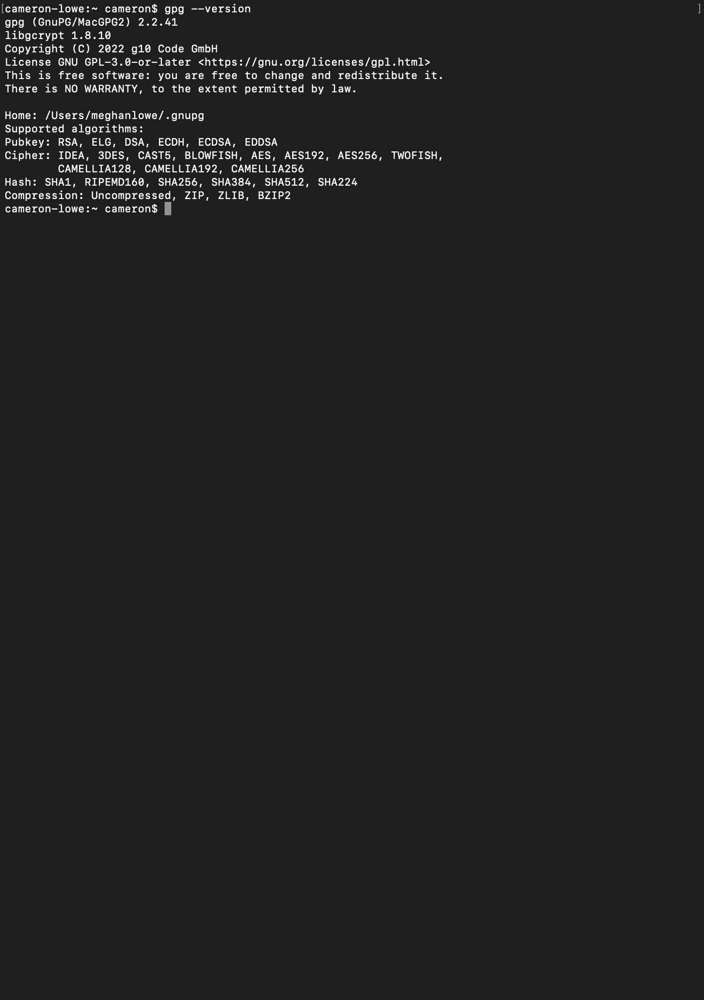 [cameron-lowe:~ cameron$ gpg --version ]
gpg (GnuPG/MacGPG2) 2.2.41
libgcrypt 1.8.10
Copyright (C) 2022 g10 Code GmbH
License GNU GPL-3.0-or-later <https://gnu.org/licenses/gpl.html>
This is free software: you are free to change and redistribute it.
There is NO WARRANTY, to the extent permitted by law.

Home: /Users/meghanlowe/.gnupg
Supported algorithms:
Pubkey: RSA, ELG, DSA, ECDH, ECDSA, EDDSA
Cipher: IDEA, 3DES, CAST5, BLOWFISH, AES, AES192, AES256, TWOFISH,
        CAMELLIA128, CAMELLIA192, CAMELLIA256
Hash: SHA1, RIPEMD160, SHA256, SHA384, SHA512, SHA224
Compression: Uncompressed, ZIP, ZLIB, BZIP2
cameron-lowe:~ cameron$